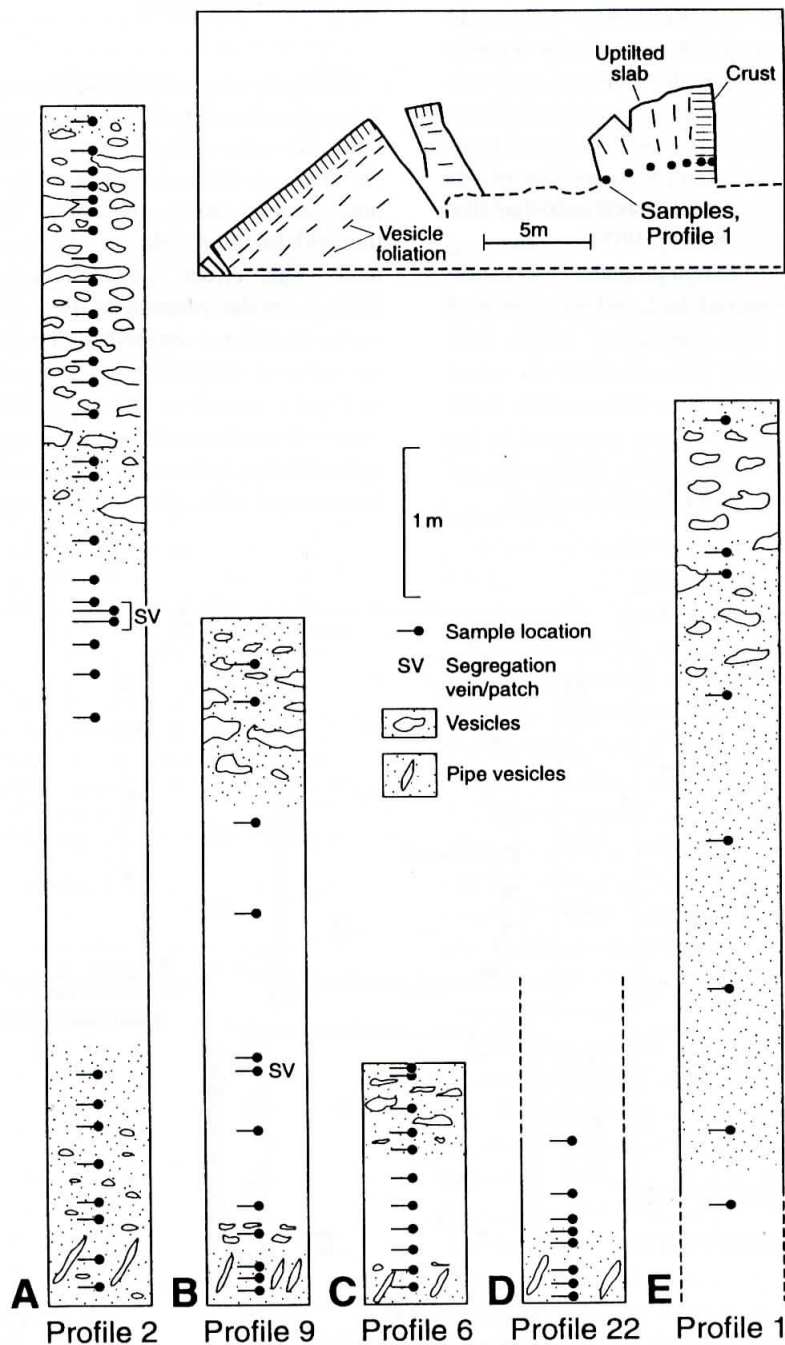 Uptilted
slab
Crust
Vesicle
foliation
5m
Samples,
Profile 1
1 m
SV
Sample location
SV Segregation
vein/patch
Vesicles
Pipe vesicles
SV
A
B
C
D
E
Profile 2
Profile 9
Profile 6
Profile 22
Profile 1